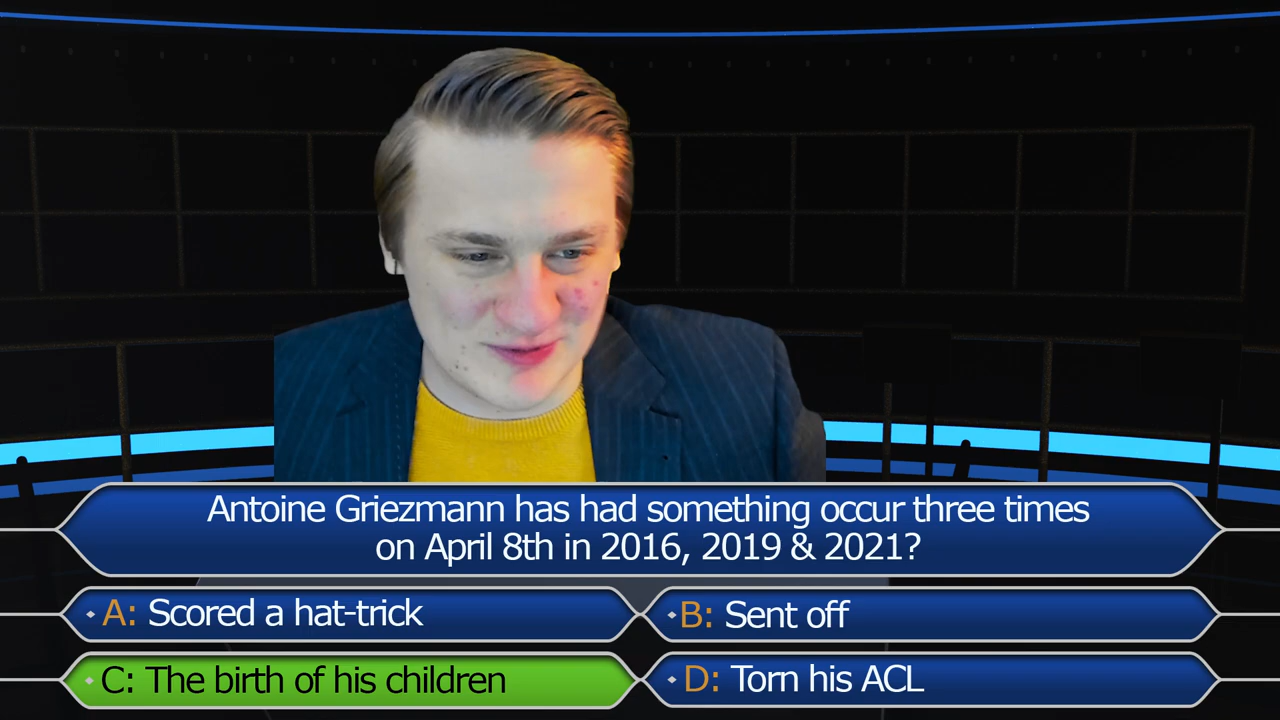 Antoine Griezmann has had something occur three times
on April 8th in 2016, 2019 & 2021?
A: Scored a hat-trick
B: Sent off
C: The birth of his children
D: Torn his ACL